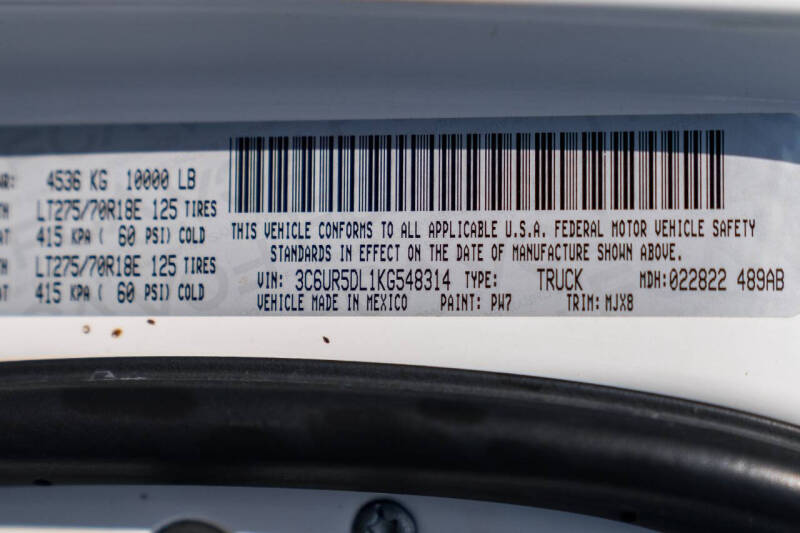 4536 KG 10000 LB
LT275/70R18E 125 TIRES
415 KPA ( 60 PSI) COLD
LT275/70R18E 125 TIRES
415 KPA ( 60 PSI) COLD
THIS VEHICLE CONFORMS TO ALL APPLICABLE U.S.A. FEDERAL MOTOR VEHICLE SAFETY
STANDARDS IN EFFECT ON THE DATE OF MANUFACTURE SHOWN ABOVE.
VIN: 3C6UR5DL1KG548314 TYPE: TRUCK MDH:022822 489AB
VEHICLE MADE IN MEXICO PAINT: PW7 TRIM: MJX8